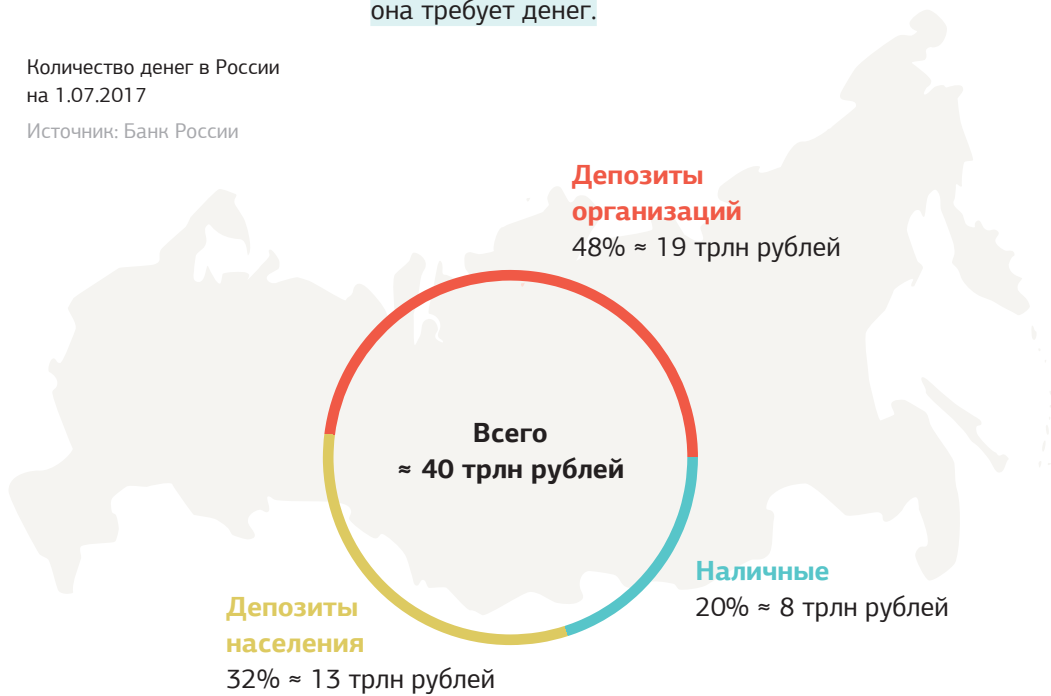 она требует денег.
Количество денег в России
на 1.07.2017
Источник: Банк России
Депозиты
организаций
48% ≈ 19 трлн рублей
Всего
≈ 40 трлн рублей
Наличные
20% ≈ 8 трлн рублей
Депозиты
населения
32% ≈ 13 трлн рублей